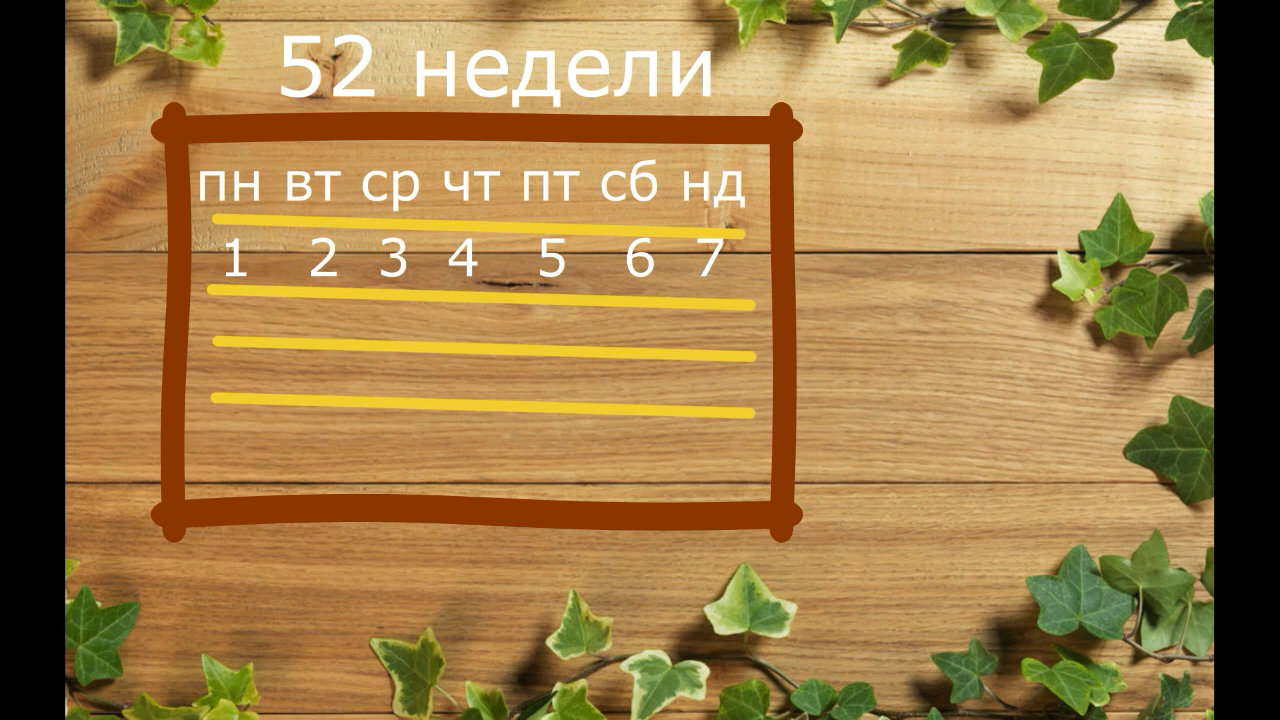 52 недели
пн вт ср чт пт сб нд
1 2 3 4 5 6 7